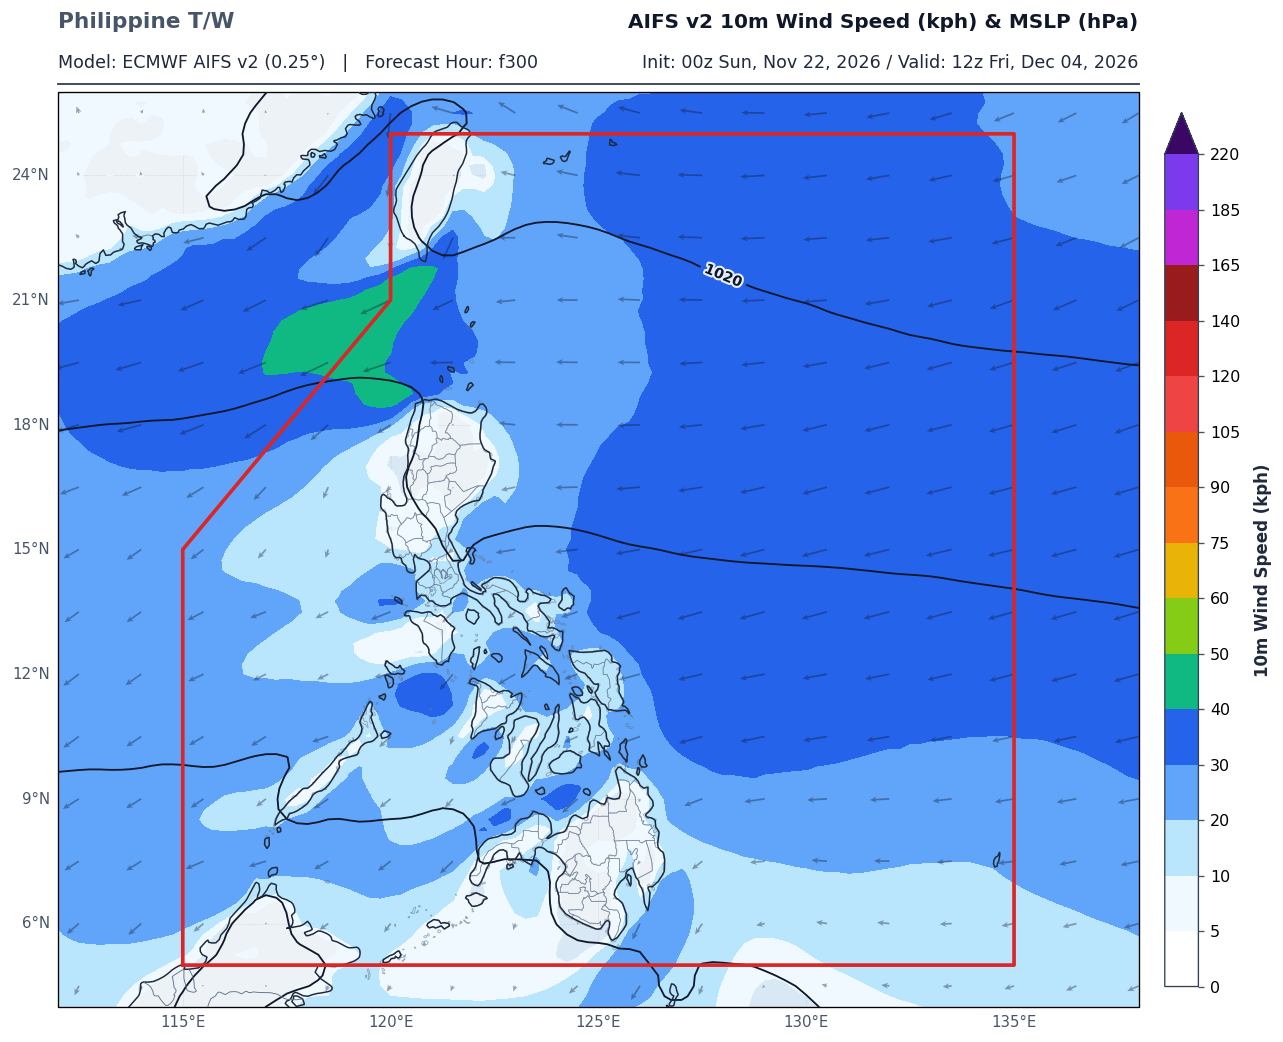 Philippine T/W
AIFS v2 10m Wind Speed (kph) & MSLP (hPa)
Model: ECMWF AIFS v2 (0.25°) | Forecast Hour: f300
Init: 00z Sun, Nov 22, 2026 / Valid: 12z Fri, Dec 04, 2026
24°N
21°N
18°N
15°N
12°N
9°N
6°N
1020
115°E
120°E
125°E
130°E
135°E
220
185
165
140
120
105
90
75
60
50
40
30
20
10
5
0
10m Wind Speed (kph)